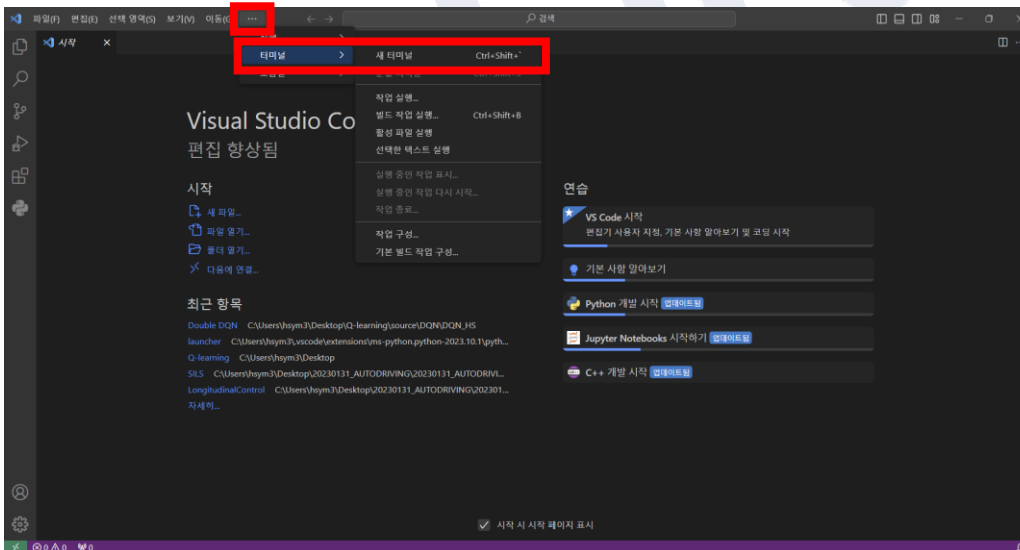 파일(F) 편집(E) 선택 영역(S) 보기(V) 이동(G ···
검색
시작
터미널 새 터미널 Ctrl+Shift+`
작업 실행...
빌드 작업 실행... Ctrl+Shift+B
활성 파일 실행
선택한 텍스트 실행
실행 중인 작업 표시...
실행 중인 작업 다시 시작...
작업 종료...
작업 구성...
기본 빌드 작업 구성...
Visual Studio Co
편집 향상됨
시작
새 파일...
파일 열기...
폴더 열기...
다음에 연결...
최근 항목
Double DQN C:\Users\hsym3\Desktop\Q-learning\source\DQN\DQN_HS
launcher C:\Users\hsym3\.vscode\extensions\ms-python.python-2023.10.1\pyth...
Q-learning C:\Users\hsym3\Desktop
SILS C:\Users\hsym3\Desktop\20230131_AUTODRIVING\20230131_AUTODRIVI...
LongitudinalControl C:\Users\hsym3\Desktop\20230131_AUTODRIVING\202301...
자세히...
연습
VS Code 시작
편집기 사용자 지정, 기본 사항 알아보기 및 코딩 시작
기본 사항 알아보기
Python 개발 시작 업데이트됨
Jupyter Notebooks 시작하기 업데이트됨
C++ 개발 시작 업데이트됨
시작 시 시작 페이지 표시
0 0 0